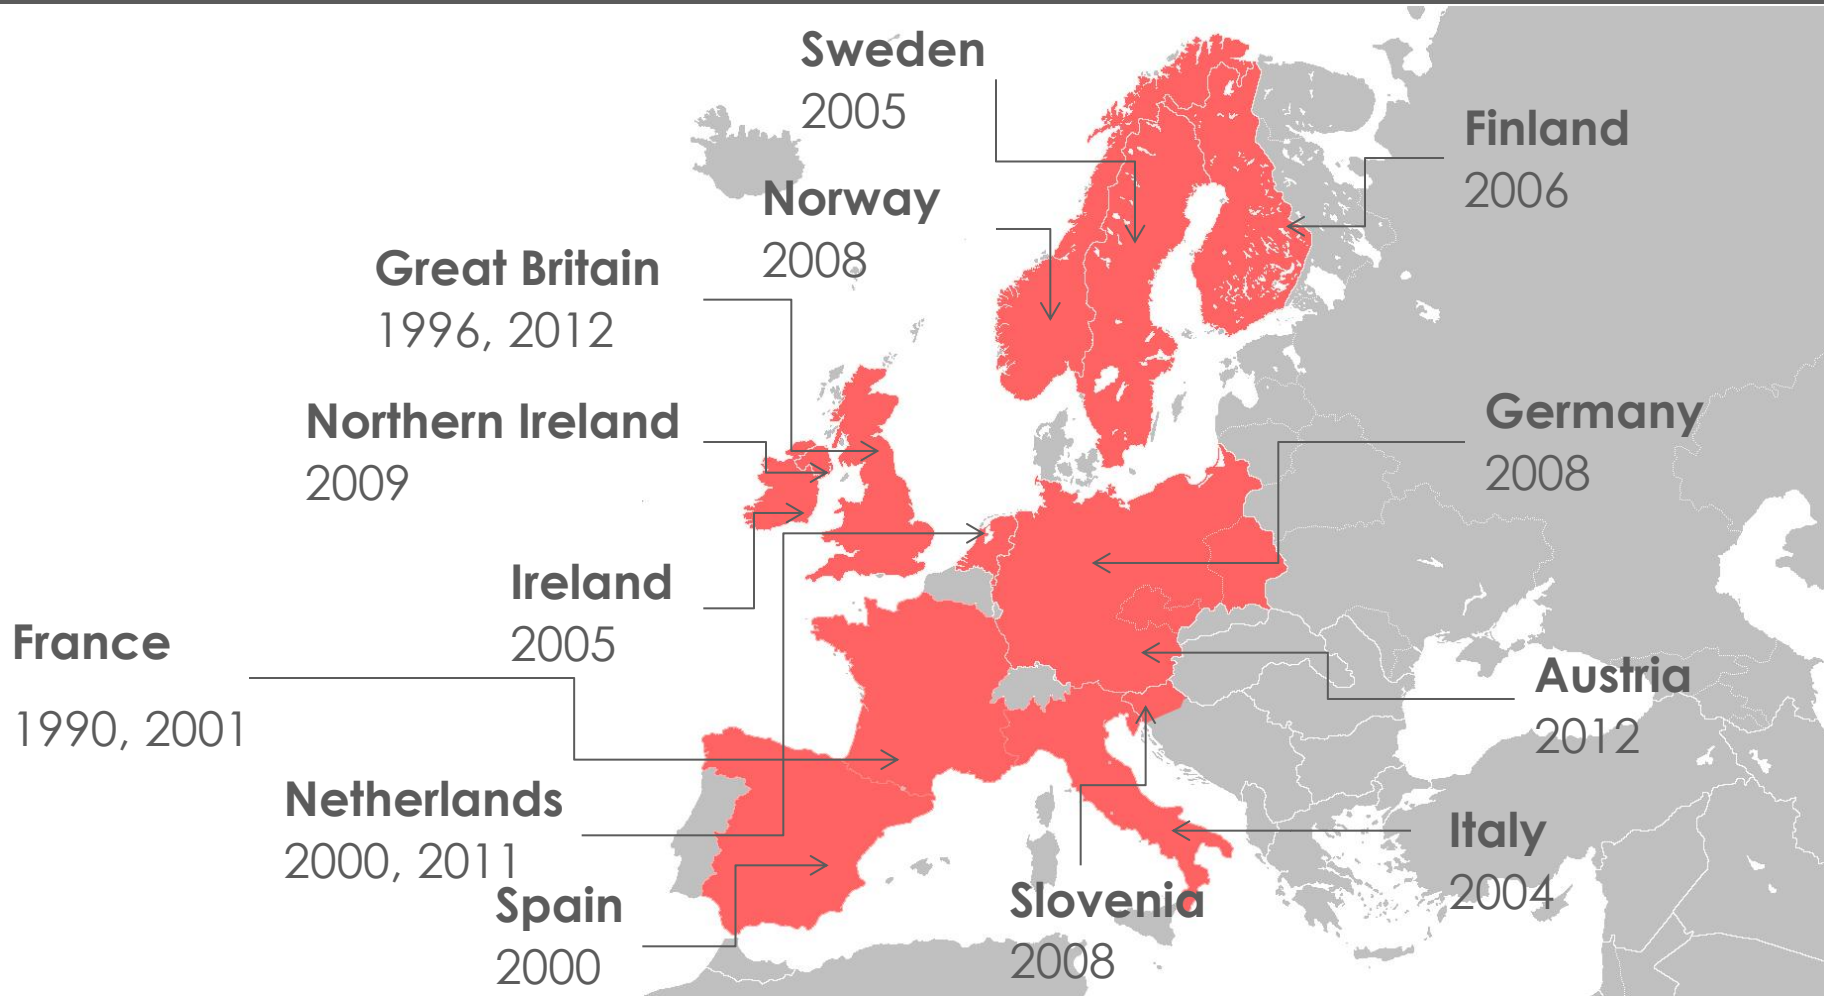 Sweden
2005
Finland
2006
Norway
2008
Great Britain
1996, 2012
Northern Ireland
2009
Germany
2008
Ireland
2005
France
1990, 2001
Austria
2012
Netherlands
2000, 2011
Italy
2004
Spain
2000
Slovenia
2008